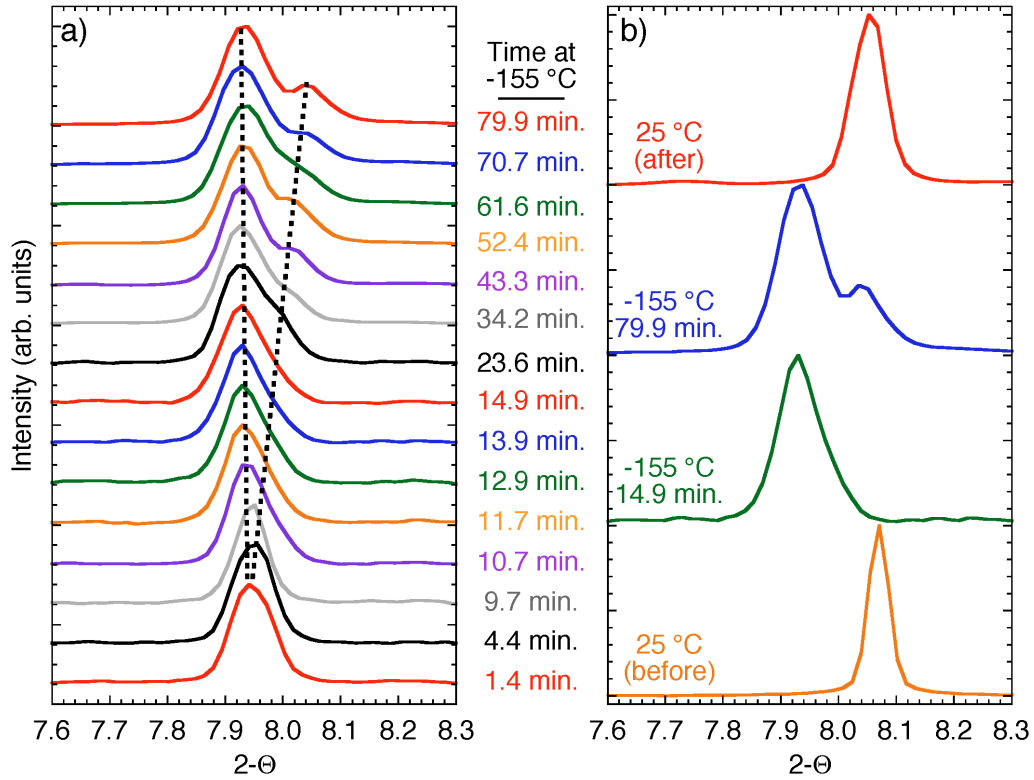 a)
Intensity (arb. units)
7.6 7.7 7.8 7.9 8.0 8.1 8.2 8.3
2-Θ
Time at
-155 °C
79.9 min.
70.7 min.
61.6 min.
52.4 min.
43.3 min.
34.2 min.
23.6 min.
14.9 min.
13.9 min.
12.9 min.
11.7 min.
10.7 min.
9.7 min.
4.4 min.
1.4 min.
b)
25 °C
(after)
-155 °C
79.9 min.
-155 °C
14.9 min.
25 °C
(before)
7.6 7.7 7.8 7.9 8.0 8.1 8.2 8.3
2-Θ